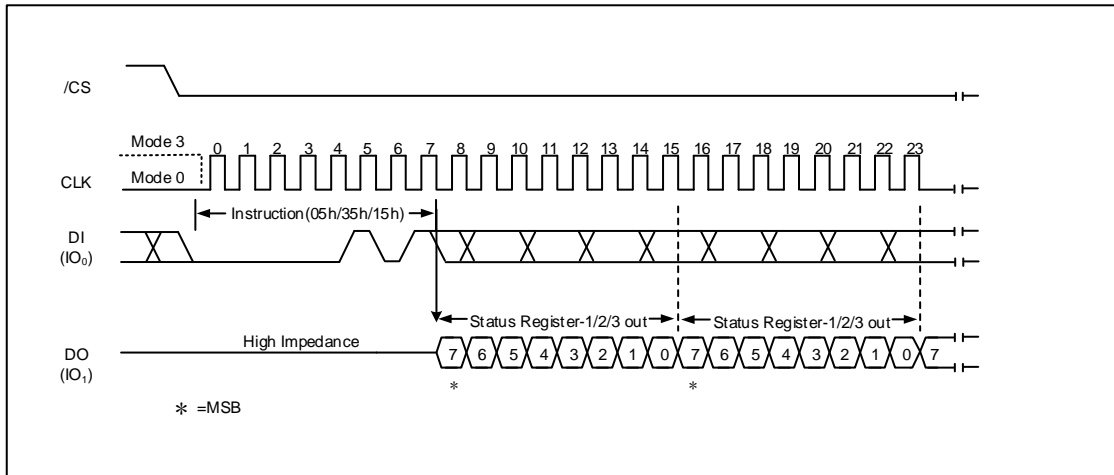 /CS
Mode 3
0 1 2 3 4 5 6 7 8 9 10 11 12 13 14 15 16 17 18 19 20 21 22 23
CLK
Mode 0
Instruction(05h/35h/15h)
DI
(IO₀)
Status Register-1/2/3 out Status Register-1/2/3 out
High Impedance
DO
(IO₁)
7 6 5 4 3 2 1 0 7 6 5 4 3 2 1 0 7
* *
* =MSB